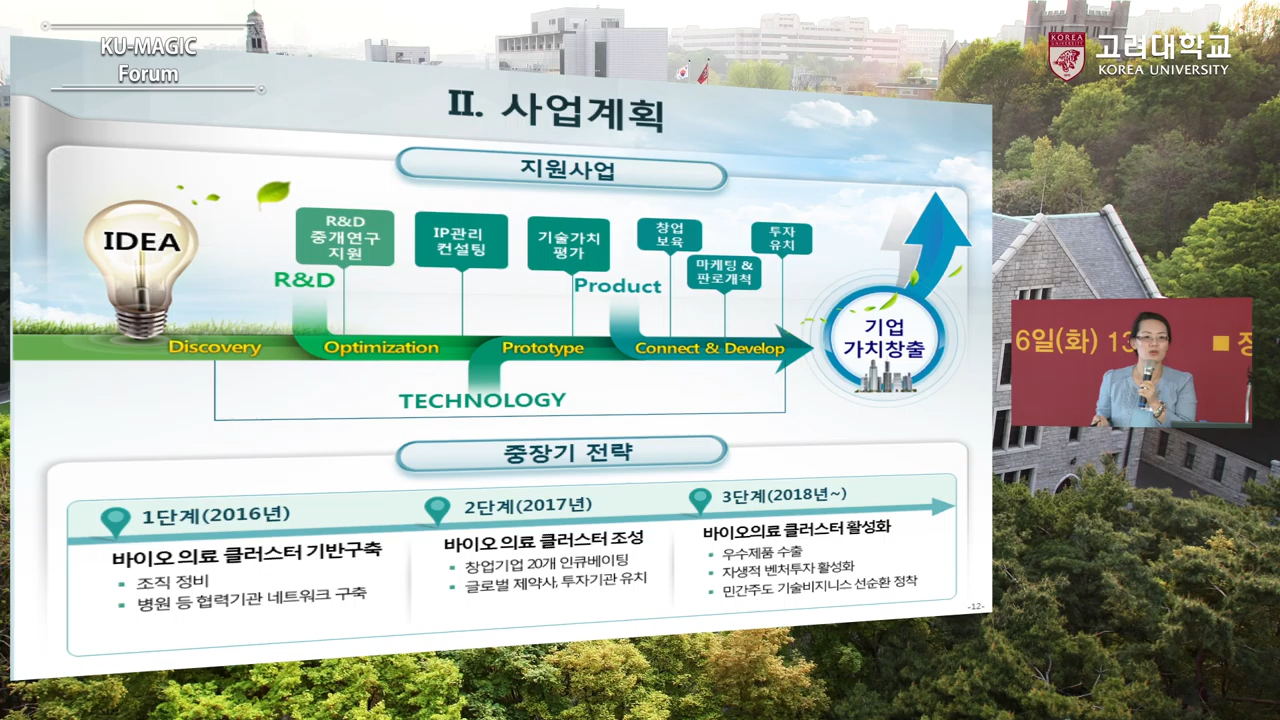 KU-MAGIC
Forum
KOREA
고려대학교
KOREA UNIVERSITY
Ⅱ. 사업계획
지원사업
IDEA
R&D
중개연구
지원
IP관리
컨설팅
기술가치
평가
창업
보육
마케팅 &
판로개척
투자
유치
R&D
Product
Discovery
Optimization
Prototype
Connect & Develop
TECHNOLOGY
기업
가치창출
6일(화) 13
■ 정
중장기 전략
1단계(2016년)
바이오 의료 클러스터 기반구축
▪ 조직 정비
▪ 병원 등 협력기관 네트워크 구축
2단계(2017년)
바이오 의료 클러스터 조성
▪ 창업기업 20개 인큐베이팅
▪ 글로벌 제약사, 투자기관 유치
3단계(2018년~)
바이오의료 클러스터 활성화
▪ 우수제품 수출
▪ 자생적 벤처투자 활성화
▪ 민간주도 기술비지니스 선순환 정착
-12-